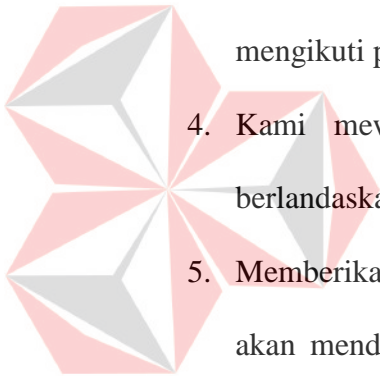 mengikuti p
4. Kami mew
berlandaska
5. Memberika
akan mend